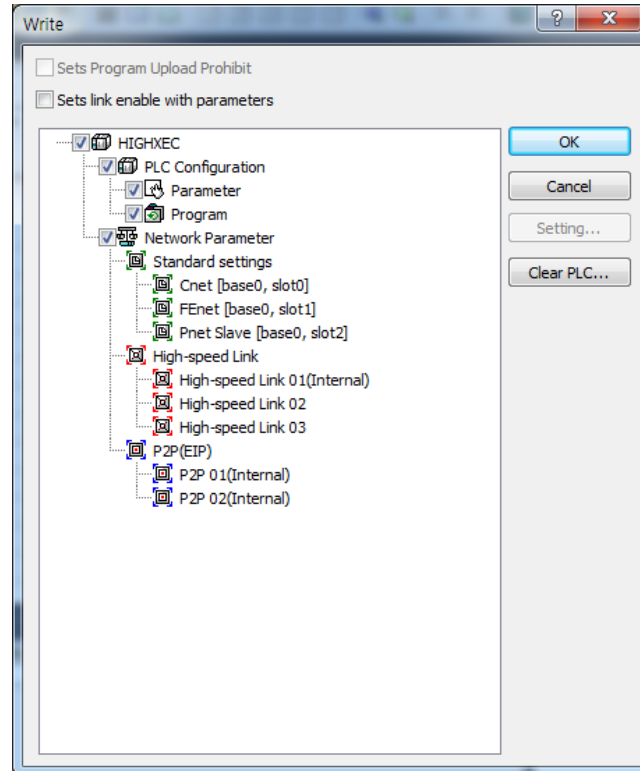 Write
Sets Program Upload Prohibit
Sets link enable with parameters
HIGHXEC
OK
PLC Configuration
Parameter
Cancel
Program
Network Parameter
Setting...
Standard settings
Cnet [base0, slot0]
Clear PLC...
FEnet [base0, slot1]
Pnet Slave [base0, slot2]
High-speed Link
High-speed Link 01(Internal)
High-speed Link 02
High-speed Link 03
P2P(EIP)
P2P 01(Internal)
P2P 02(Internal)